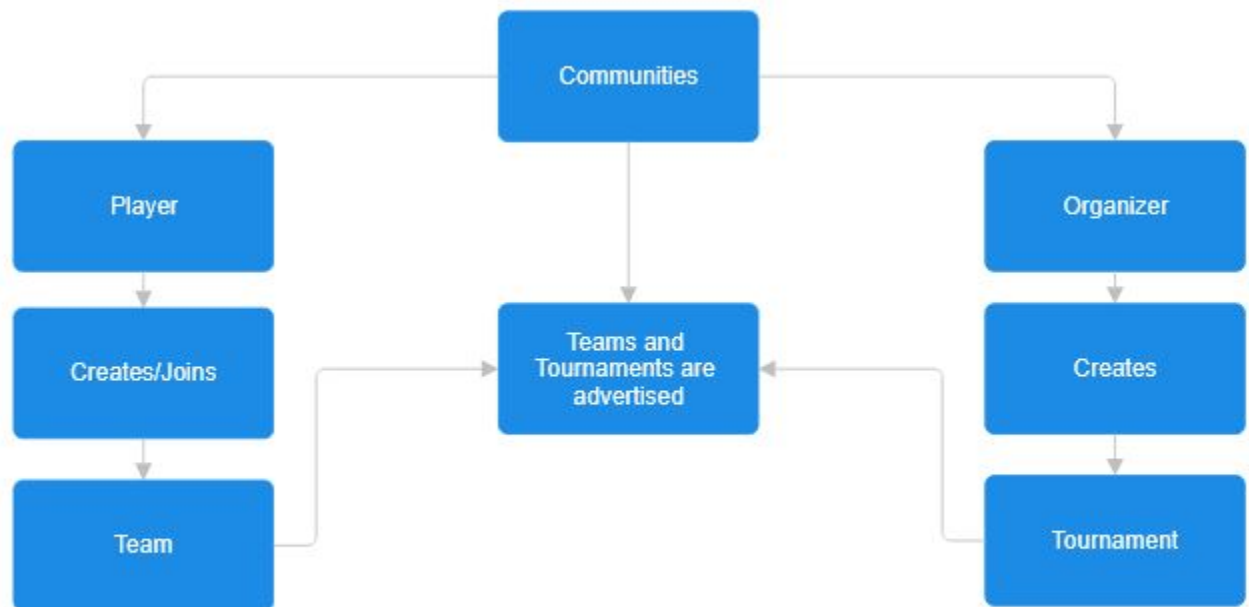 Communities
Player
Organizer
Creates/Joins
Teams and
Tournaments are
advertised
Creates
Team
Tournament